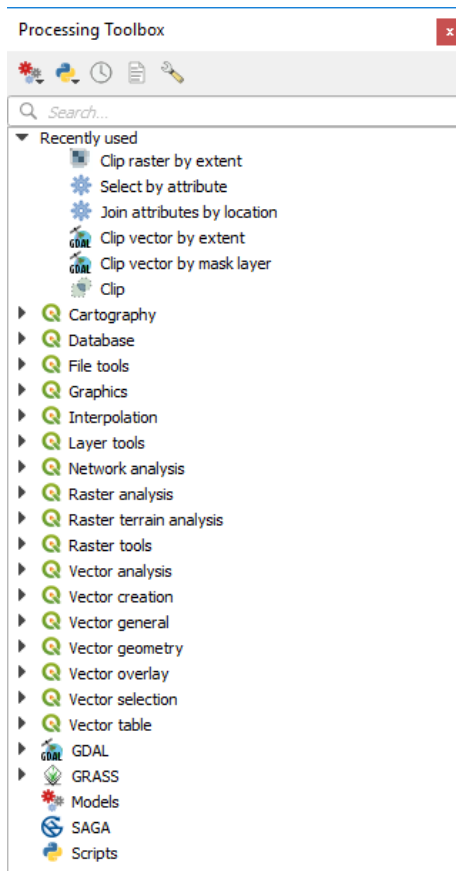 Processing Toolbox
x
Search...
Recently used
Clip raster by extent
Select by attribute
Join attributes by location
GDAL Clip vector by extent
GDAL Clip vector by mask layer
Clip
Cartography
Database
File tools
Graphics
Interpolation
Layer tools
Network analysis
Raster analysis
Raster terrain analysis
Raster tools
Vector analysis
Vector creation
Vector general
Vector geometry
Vector overlay
Vector selection
Vector table
GDAL GDAL
GRASS
Models
SAGA
Scripts